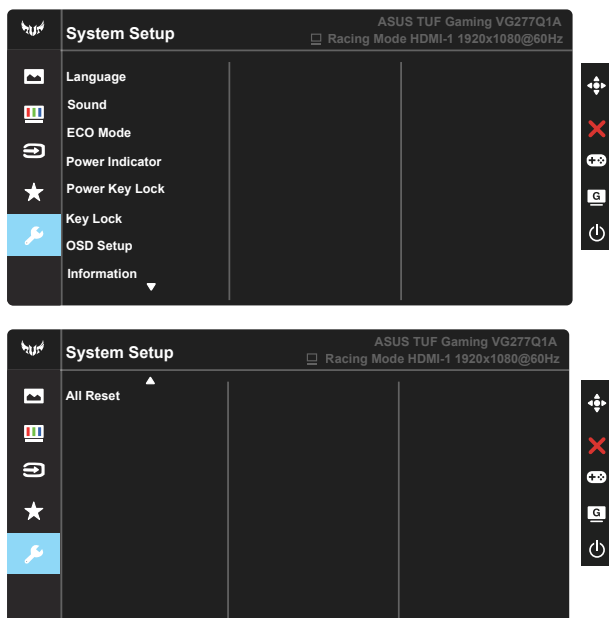 System Setup
ASUS TUF Gaming VG277Q1A
Racing Mode HDMI-1 1920x1080@60Hz
Language
Sound
ECO Mode
Power Indicator
Power Key Lock
Key Lock
OSD Setup
Information
G
System Setup
ASUS TUF Gaming VG277Q1A
Racing Mode HDMI-1 1920x1080@60Hz
All Reset
G